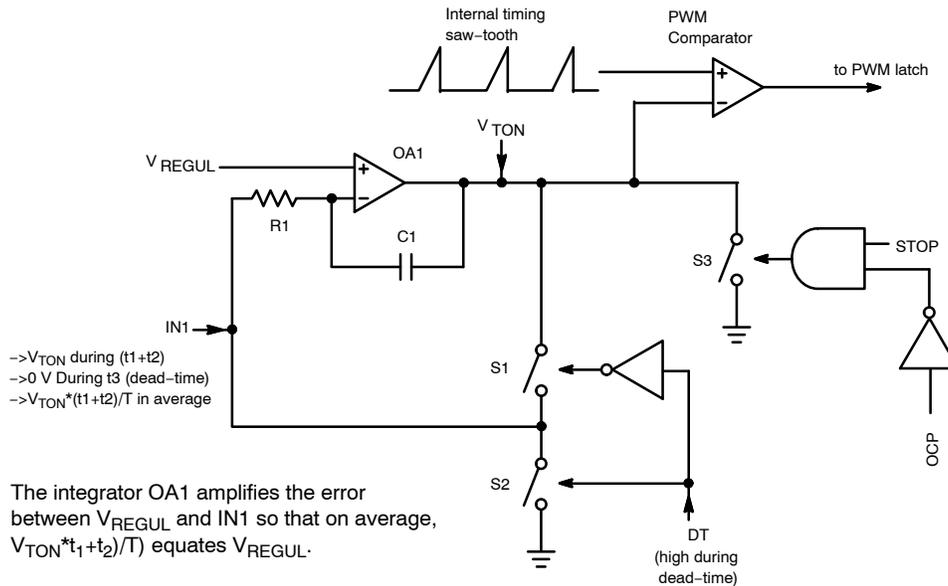 Internal timing
saw−tooth
PWM
Comparator
to PWM latch
+
−
V TON
V REGUL
OA1
+
−
R1
C1
S3
STOP
IN1
−>VTON during (t1+t2)
−>0 V During t3 (dead−time)
−>VTON*(t1+t2)/T in average
S1
OCP
S2
The integrator OA1 amplifies the error
between VREGUL and IN1 so that on average,
VTON*t1+t2)/T) equates VREGUL.
DT
(high during
dead−time)